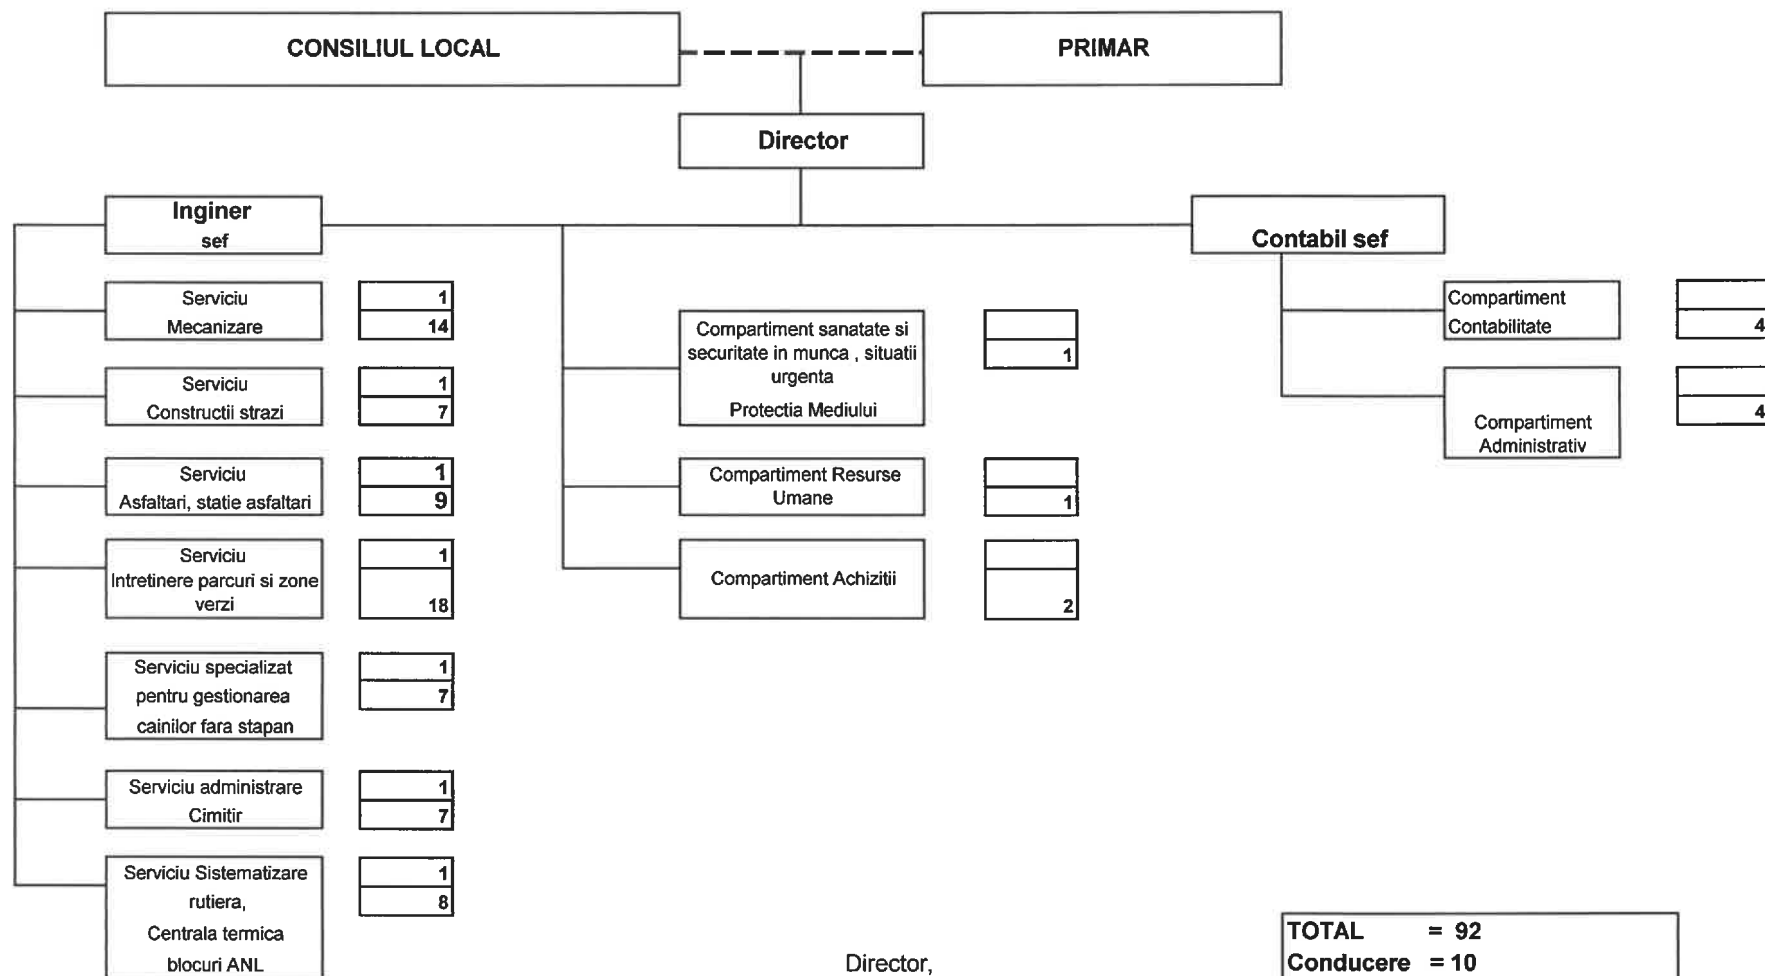 CONSILIUL LOCAL
PRIMAR
Director
Inginer
sef
Contabil sef
Serviciu
Mecanizare
1
14
Serviciu
Constructii strazi
1
7
Serviciu
Asfaltari, statie asfaltari
1
9
Serviciu
Intretinere parcuri si zone
verzi
1
18
Serviciu specializat
pentru gestionarea
cainilor fara stapan
1
7
Serviciu administrare
Cimitir
1
7
Serviciu Sistematizare
rutiera,
Centrala termica
blocuri ANL
1
8
Compartiment sanatate si
securitate in munca , situatii
urgenta
Protectia Mediului
1
Compartiment Resurse
Umane
1
Compartiment Achizitii
2
Compartiment
Contabilitate
4
Compartiment
Administrativ
4
Director,
TOTAL = 92
Conducere = 10